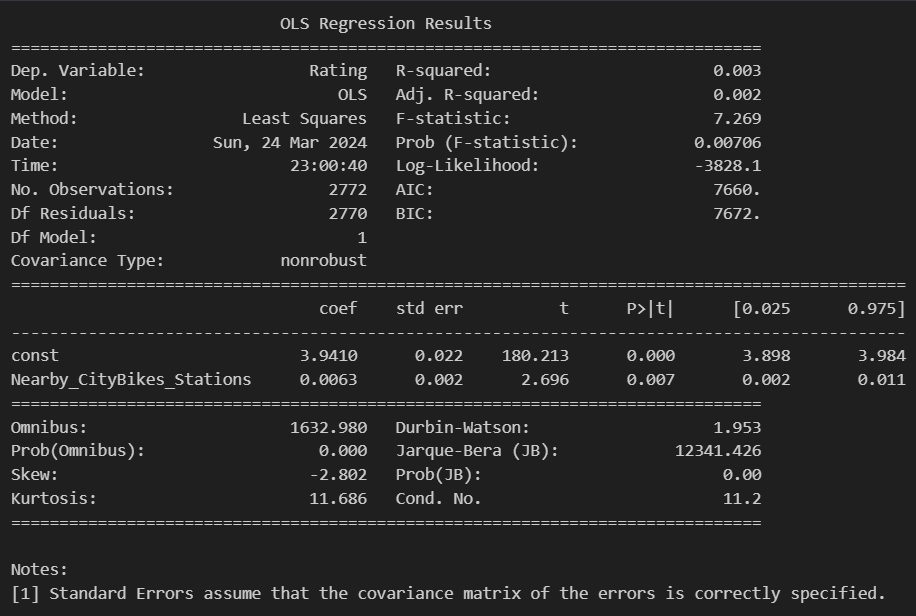 OLS Regression Results
==============================================================================
Dep. Variable: Rating R-squared: 0.003
Model: OLS Adj. R-squared: 0.002
Method: Least Squares F-statistic: 7.269
Date: Sun, 24 Mar 2024 Prob (F-statistic): 0.00706
Time: 23:00:40 Log-Likelihood: -3828.1
No. Observations: 2772 AIC: 7660.
Df Residuals: 2770 BIC: 7672.
Df Model: 1
Covariance Type: nonrobust
=============================================================================================
coef std err t P>|t| [0.025 0.975]
---------------------------------------------------------------------------------------------
const 3.9410 0.022 180.213 0.000 3.898 3.984
Nearby_CityBikes_Stations 0.0063 0.002 2.696 0.007 0.002 0.011
==============================================================================
Omnibus: 1632.980 Durbin-Watson: 1.953
Prob(Omnibus): 0.000 Jarque-Bera (JB): 12341.426
Skew: -2.802 Prob(JB): 0.00
Kurtosis: 11.686 Cond. No. 11.2
==============================================================================
Notes:
[1] Standard Errors assume that the covariance matrix of the errors is correctly specified.